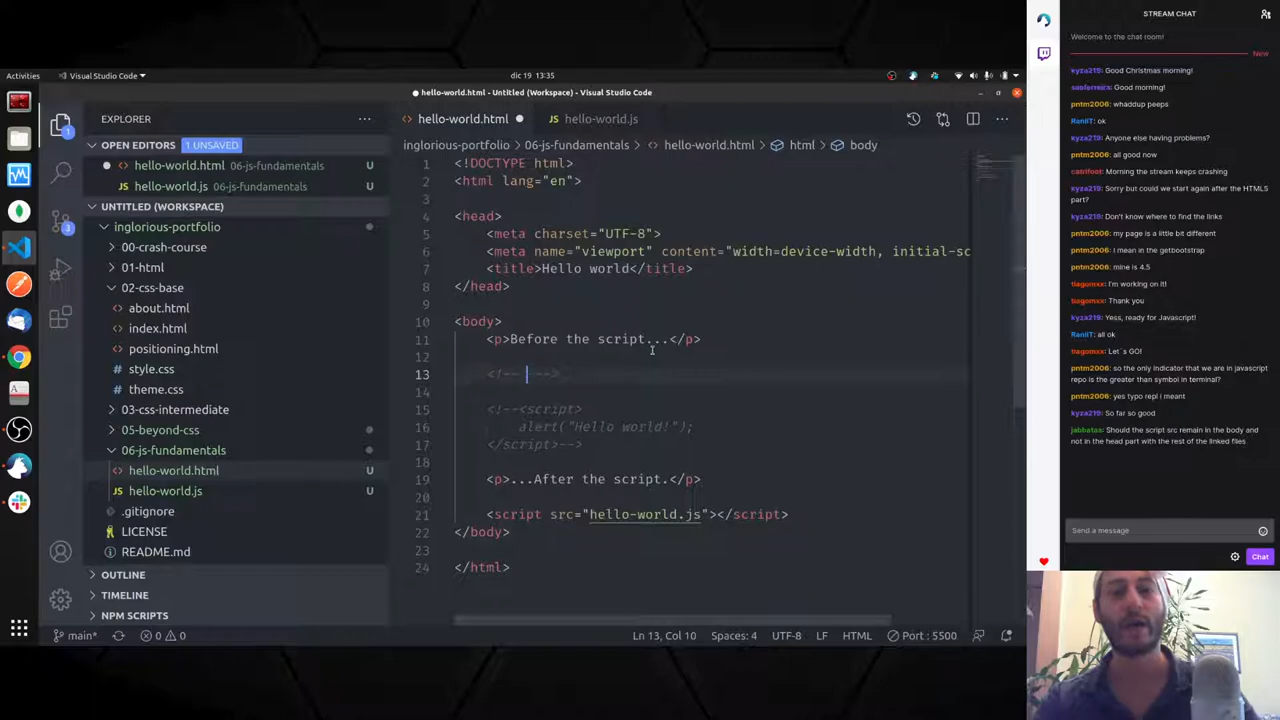 Activities
Visual Studio Code
dic 19 13:35
hello-world.html - Untitled (Workspace) - Visual Studio Code
EXPLORER
hello-world.html
hello-world.js
OPEN EDITORS 1 UNSAVED
hello-world.html 06-js-fundamentals U
hello-world.js 06-js-fundamentals U
UNTITLED (WORKSPACE)
inglorious-portfolio
00-crash-course
01-html
02-css-base
about.html
index.html
positioning.html
style.css
theme.css
03-css-intermediate
05-beyond-css
06-js-fundamentals
hello-world.html U
hello-world.js U
.gitignore
LICENSE
README.md
OUTLINE
TIMELINE
NPM SCRIPTS
06-js-fundamentals > hello-world.html > html > body
1 <!DOCTYPE html>
<html lang="en">
<head>
<meta charset="UTF-8">
<meta name="viewport" content="width=device-width, initial-sc
<title>Hello world</title>
</head>
10 <body>
11 <p>Before the script...</p>
12
13 <!-- -->
14
15 <!--<script>
16 alert("Hello world!");
17 </script>-->
18
19 <p>...After the script.</p>
20
21 <script src="hello-world.js"></script>
22 </body>
23
24 </html>
main*
0 0
Ln 13, Col 10
Spaces: 4
UTF-8
LF
HTML
Port: 5500
STREAM CHAT
Welcome to the chat room!
New
kyza219: Good Christmas morning!
Good morning!
pntm2006: whaddup peeps
RaniiT: ok
kyza219: Anyone else having problems?
pntm2006: all good now
Morning the stream keeps crashing
kyza219: Sorry but could we start again after the HTML5
part?
kyza219: Don't know where to find the links
pntm2006: my page is a little bit different
pntm2006: I mean in the getbootstrap
pntm2006: mine is 4.5
tiagomxx: I'm working on it!
tiagomxx: Thank you
kyza219: Yess, ready for Javascript!
RaniiT: all ok
tiagomxx: Let´s GO!
pntm2006: so the only indicator that we are in javascript
repo is the greater than symbol in terminal?
pntm2006: yes typo repl i meant
kyza219: So far so good
jabbatas: Should the script src remain in the body and
not in the head part with the rest of the linked files
Send a message
Chat